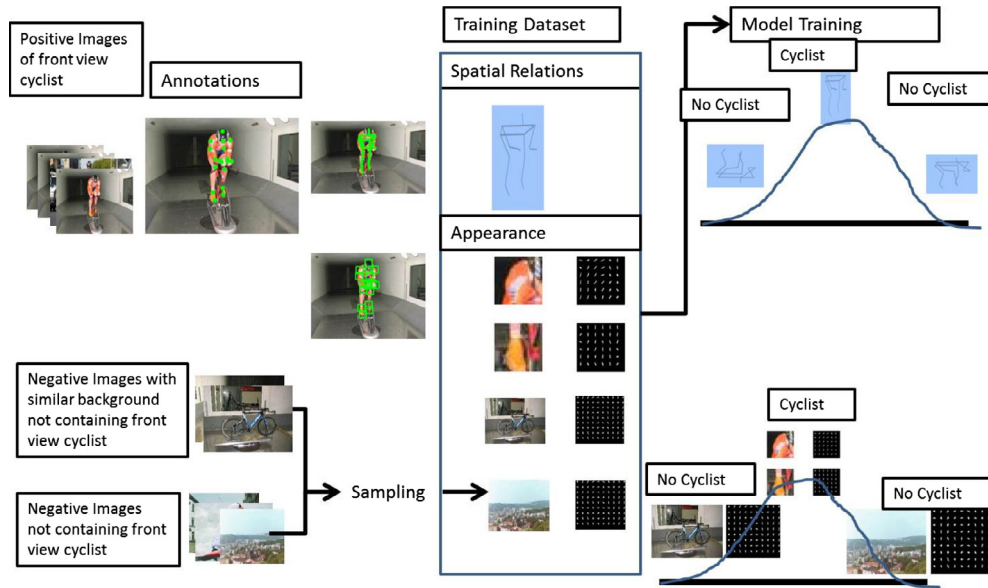 Positive Images
of front view
cyclist
Annotations
Training Dataset
Spatial Relations
Appearance
Model Training
Cyclist
No Cyclist
No Cyclist
Negative Images with
similar background
not containing front
view cyclist
Negative Images
not containing front
view cyclist
Sampling
Cyclist
No Cyclist
No Cyclist